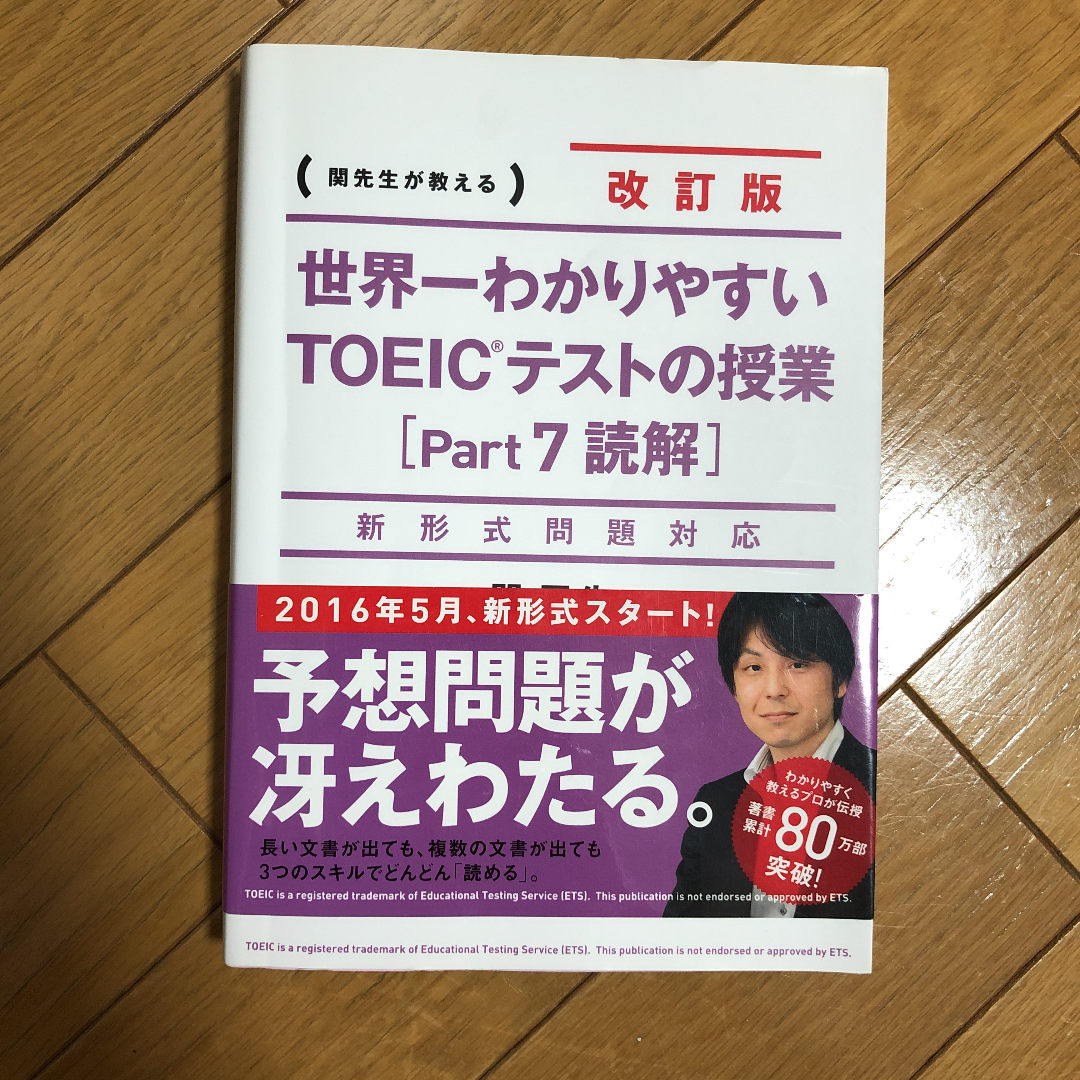 (関先生が教える)
改訂版
世界一わかりやすい
TOEIC®テストの授業
[Part 7 読解]
新形式問題対応
2016年5月、新形式スタート!
予想問題が
冴えわたる。
長い文書が出ても、複数の文書が出ても
3つのスキルでどんどん「読める」。
わかりやすく
教えるプロが伝授
著書
累計
80万部
突破!
TOEIC is a registered trademark of Educational Testing Service (ETS). This publication is not endorsed or approved by ETS.
TOEIC is a registered trademark of Educational Testing Service (ETS). This publication is not endorsed or approved by ETS.